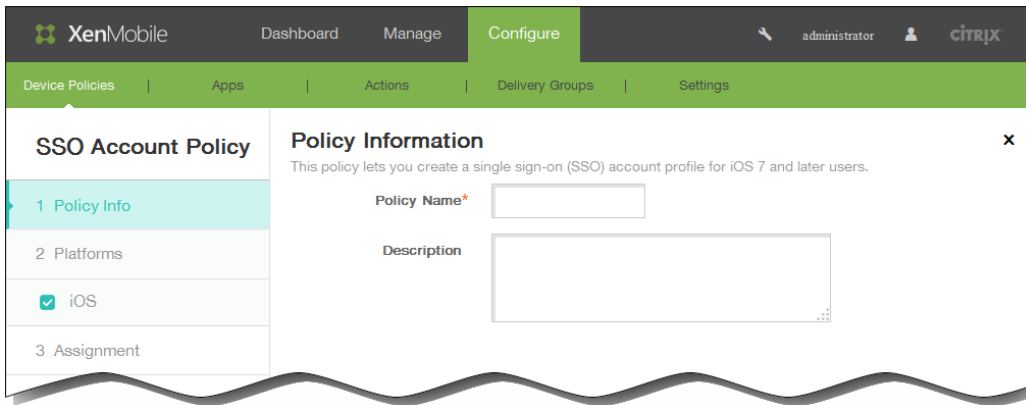 XenMobile Dashboard Manage Configure administrator CITRIX
Device Policies | Apps | Actions | Delivery Groups | Settings
SSO Account Policy
1 Policy Info
2 Platforms
iOS
3 Assignment
Policy Information
This policy lets you create a single sign-on (SSO) account profile for iOS 7 and later users.
Policy Name*
Description
x